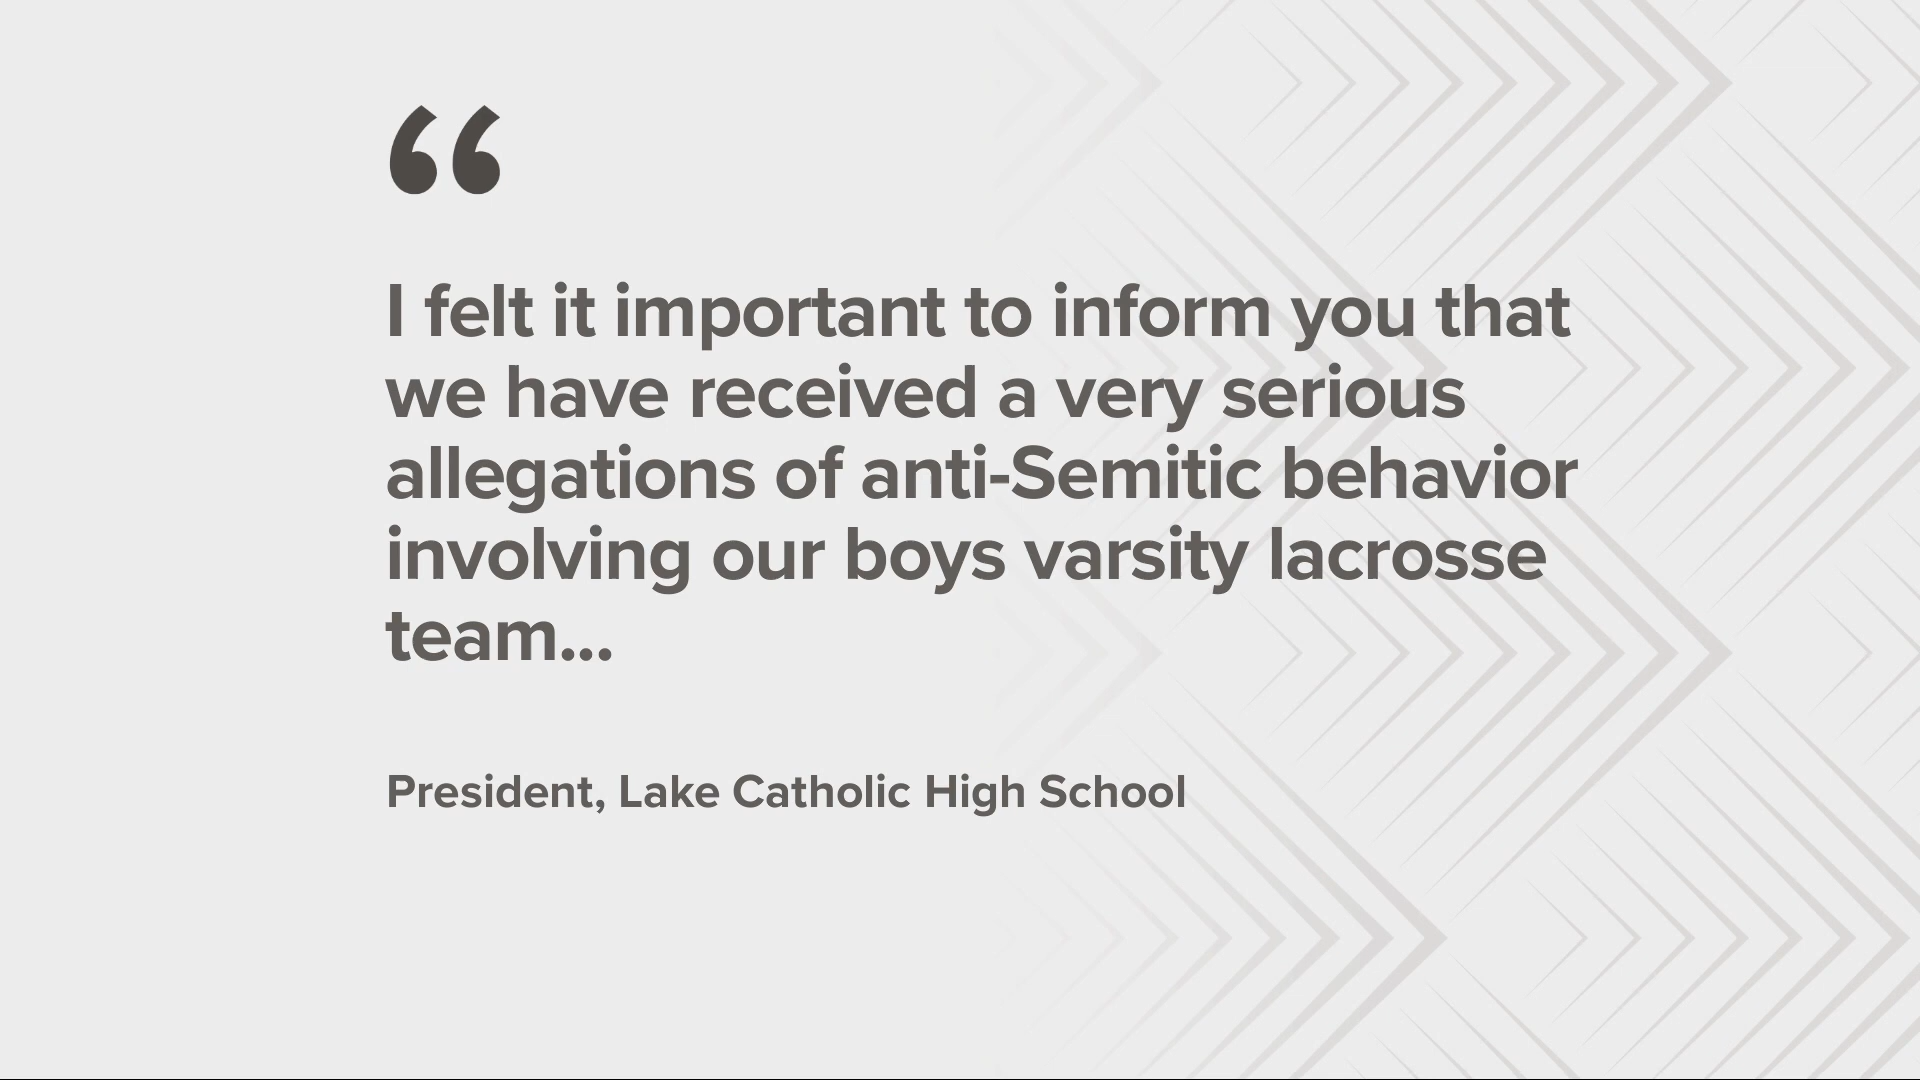 “
I felt it important to inform you that
we have received a very serious
allegations of anti-Semitic behavior
involving our boys varsity lacrosse
team...
President, Lake Catholic High School